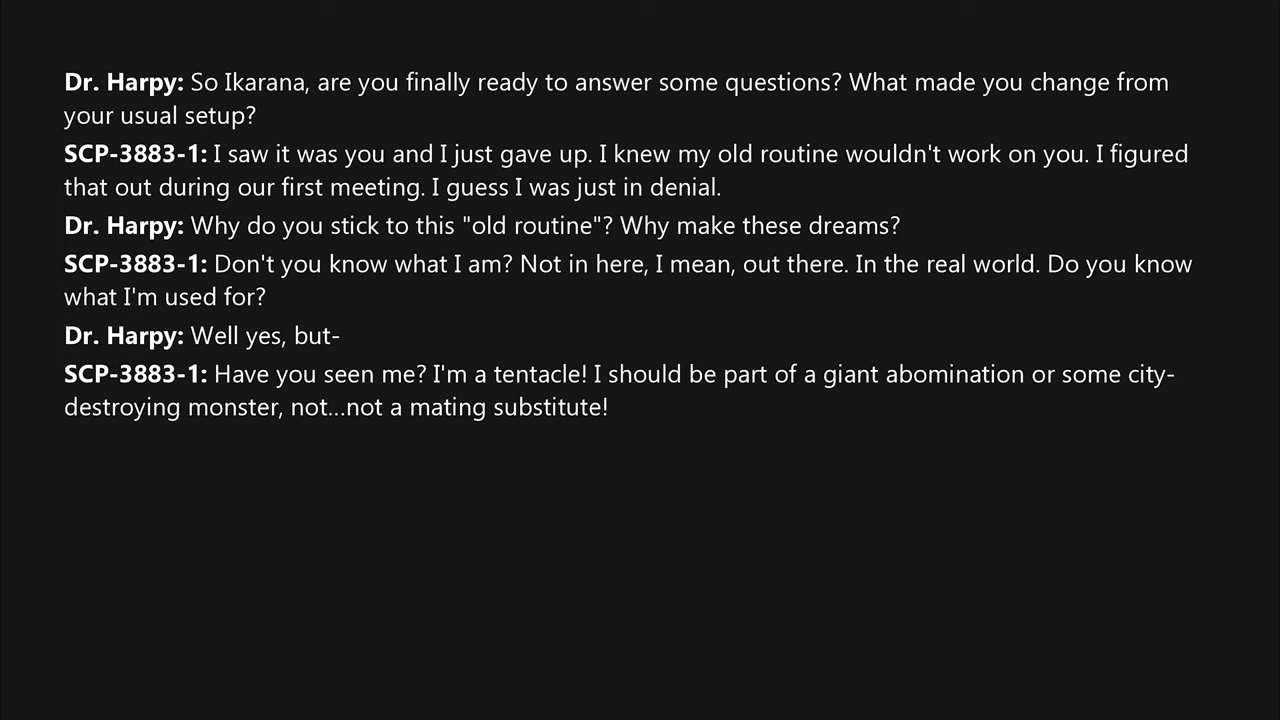 Dr. Harpy: So Ikarana, are you finally ready to answer some questions? What made you change from
your usual setup?
SCP-3883-1: I saw it was you and I just gave up. I knew my old routine wouldn't work on you. I figured
that out during our first meeting. I guess I was just in denial.
Dr. Harpy: Why do you stick to this "old routine"? Why make these dreams?
SCP-3883-1: Don't you know what I am? Not in here, I mean, out there. In the real world. Do you know
what I'm used for?
Dr. Harpy: Well yes, but-
SCP-3883-1: Have you seen me? I'm a tentacle! I should be part of a giant abomination or some city-
destroying monster, not...not a mating substitute!